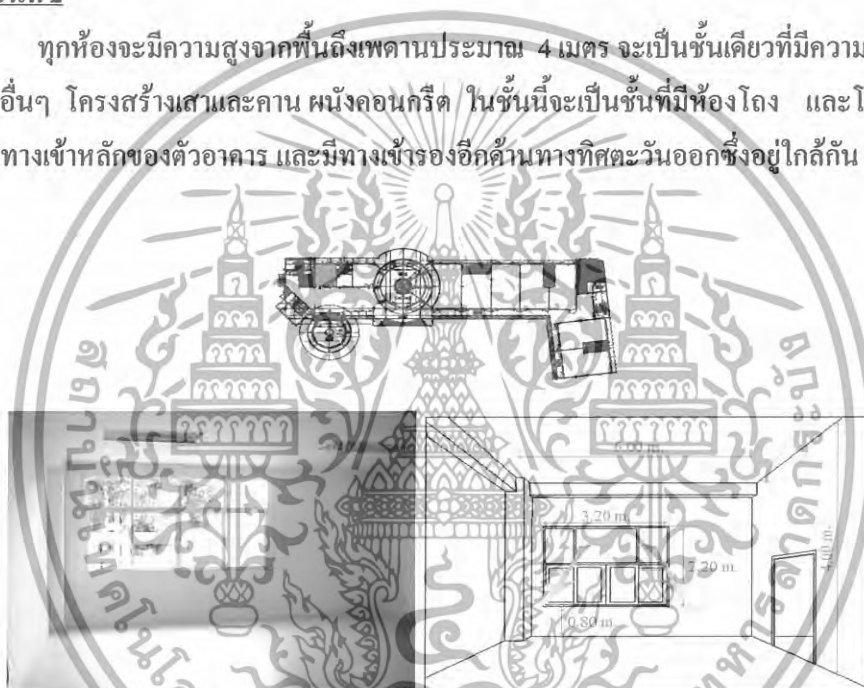 ทุกห้องจะมีความสูงจากพื้นถึงเพดานประมาณ 4 เมตร จะเป็นชั้นเดียวที่มีความ
อื่นๆ โครงสร้างเสาและคาน ผนังคอนกรีต ในชั้นนี้จะเป็นชั้นที่มีห้องโถง และโ
ทางเข้าหลักของตัวอาคาร และมีทางเข้ารองอีกด้านทางทิศตะวันออกซึ่งอยู่ใกล้กัน
6.00 m.
3.20 m.
2.20 m.
4.00 m.
0.80 m.